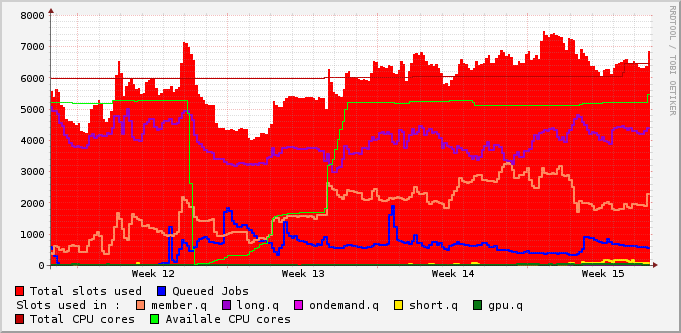 8000
7000
6000
5000
4000
3000
2000
1000
0
Week 12 Week 13 Week 14 Week 15
RRDTOOL / TOBI OETIKER
Total slots used Queued Jobs
Slots used in : member.q long.q ondemand.q short.q gpu.q
Total CPU cores Availale CPU cores